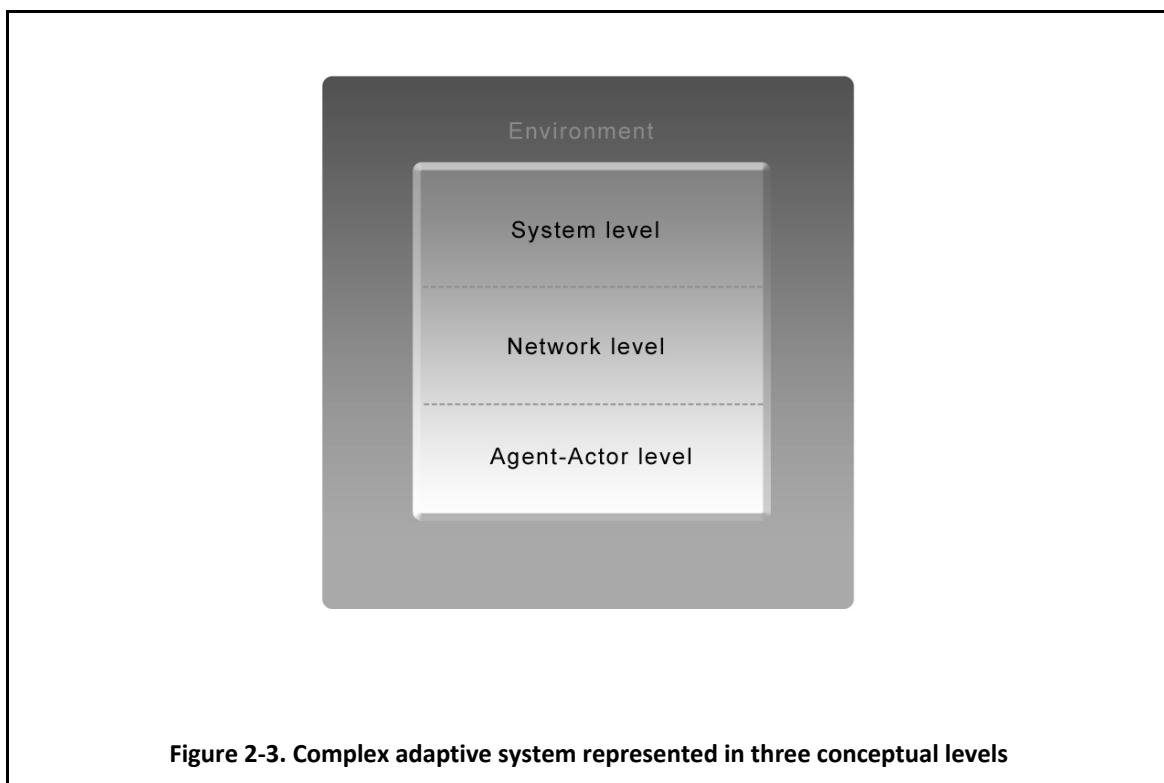 Environment
System level
Network level
Agent-Actor level
Figure 2-3. Complex adaptive system represented in three conceptual levels